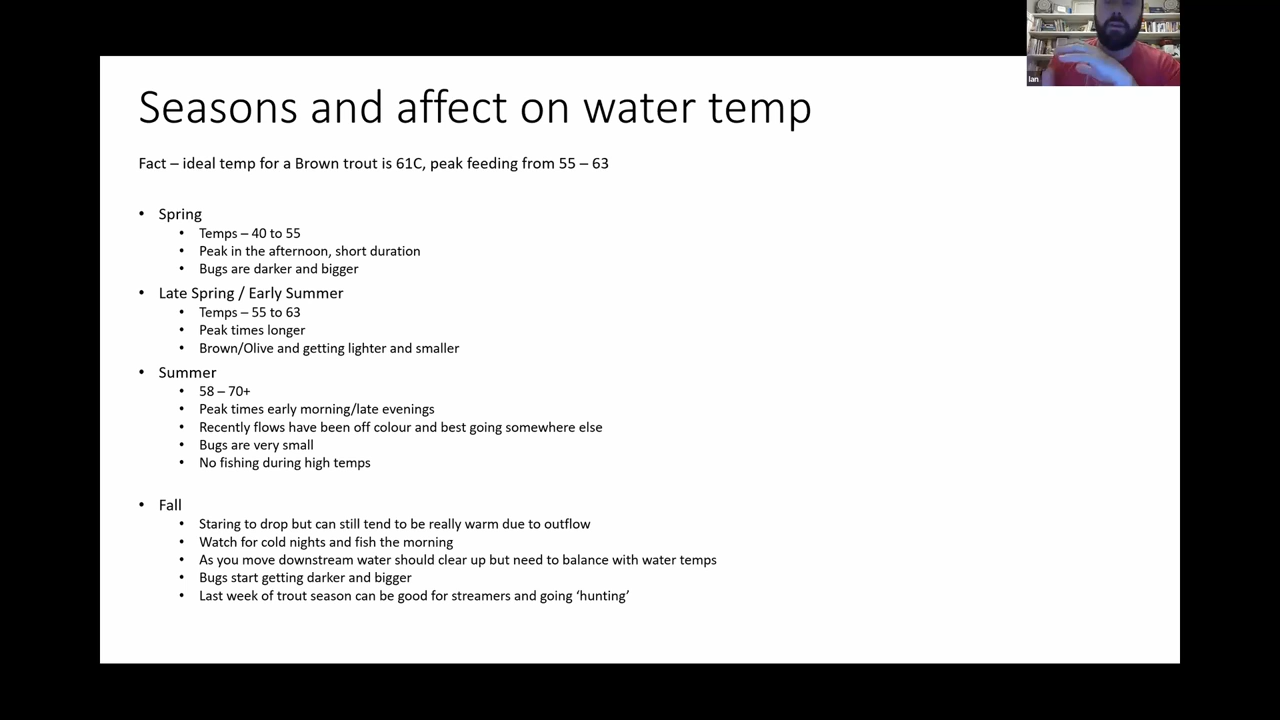 Ian
Seasons and affect on water temp
Fact – ideal temp for a Brown trout is 61C, peak feeding from 55 – 63
• Spring
• Temps – 40 to 55
• Peak in the afternoon, short duration
• Bugs are darker and bigger
• Late Spring / Early Summer
• Temps – 55 to 63
• Peak times longer
• Brown/Olive and getting lighter and smaller
• Summer
• 58 – 70+
• Peak times early morning/late evenings
• Recently flows have been off colour and best going somewhere else
• Bugs are very small
• No fishing during high temps
• Fall
• Staring to drop but can still tend to be really warm due to outflow
• Watch for cold nights and fish the morning
• As you move downstream water should clear up but need to balance with water temps
• Bugs start getting darker and bigger
• Last week of trout season can be good for streamers and going ‘hunting’